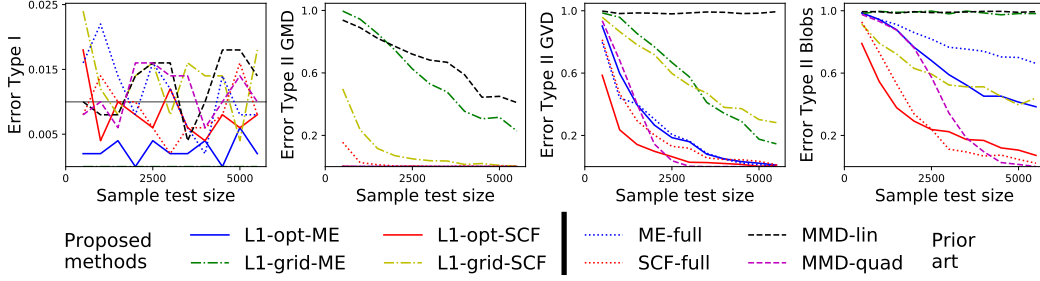 Error Type I
0.025
0.015
0.005
0
2500
5000
Sample test size
Error Type II GMD
1.0
0.6
0.2
0
2500
5000
Sample test size
Error Type II GVD
1.0
0.6
0.2
0
2500
5000
Sample test size
Error Type II Blobs
1.0
0.6
0.2
0
2500
5000
Sample test size
Proposed
methods
L1-opt-ME
L1-grid-ME
L1-opt-SCF
L1-grid-SCF
ME-full
SCF-full
MMD-lin
MMD-quad
Prior
art